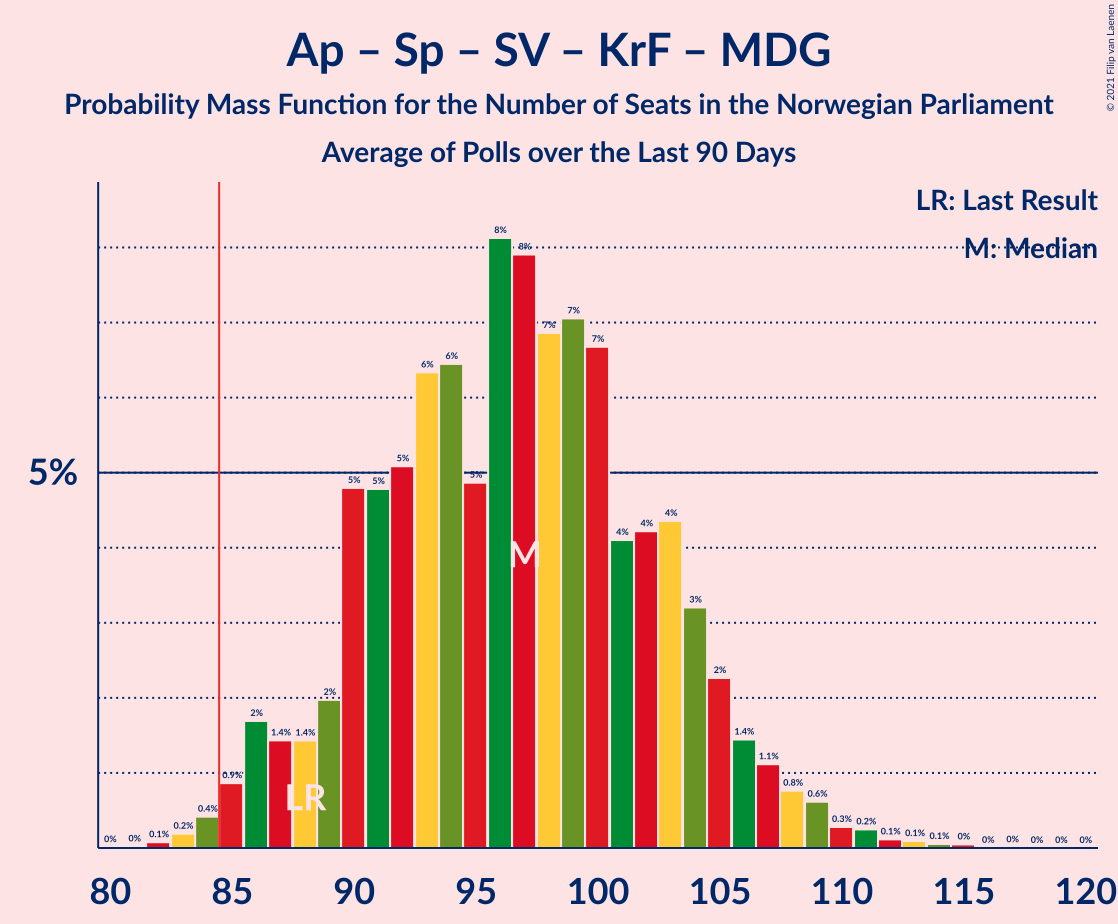 Ap – Sp – SV – KrF – MDG
Probability Mass Function for the Number of Seats in the Norwegian Parliament
Average of Polls over the Last 90 Days
© 2021 Filip van Laenen
LR: Last Result
M: Median
5%
0% 0% 0.1% 0.2% 0.4% 0.9% 2% 1.4% 1.4% 2% 5% 5% 5% 6% 6% 5% 8% 8% 7% 7% 7% 4% 4% 4% 3% 2% 1.4% 1.1% 0.8% 0.6% 0.3% 0.2% 0.1% 0.1% 0.1% 0% 0% 0% 0% 0% 0%
M
LR
80 85 90 95 100 105 110 115 120